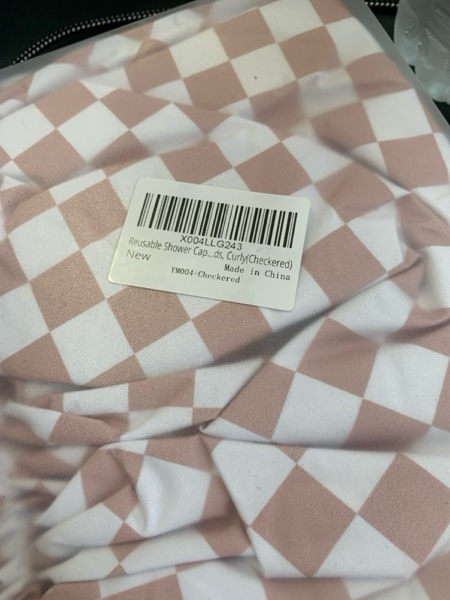 X004LLG243
Reusable Shower Cap...ds, Curly(Checkered)
New
Made in China
YM004-Checkered